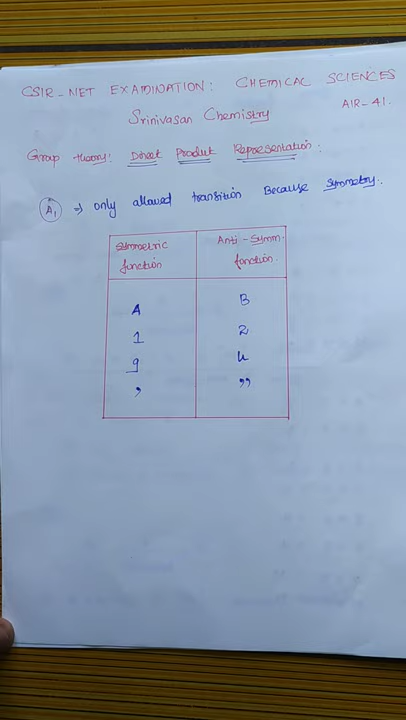 CSIR-NET EXAMINATION: CHEMICAL SCIENCES
Srinivasan Chemistry AIR-41.
Group theory: Direct Product Representation:
A₁ ⇒ only allowed transition Because symmetry.
Symmetric function Anti-Symm. function.
A B
1 2
g u
' ''